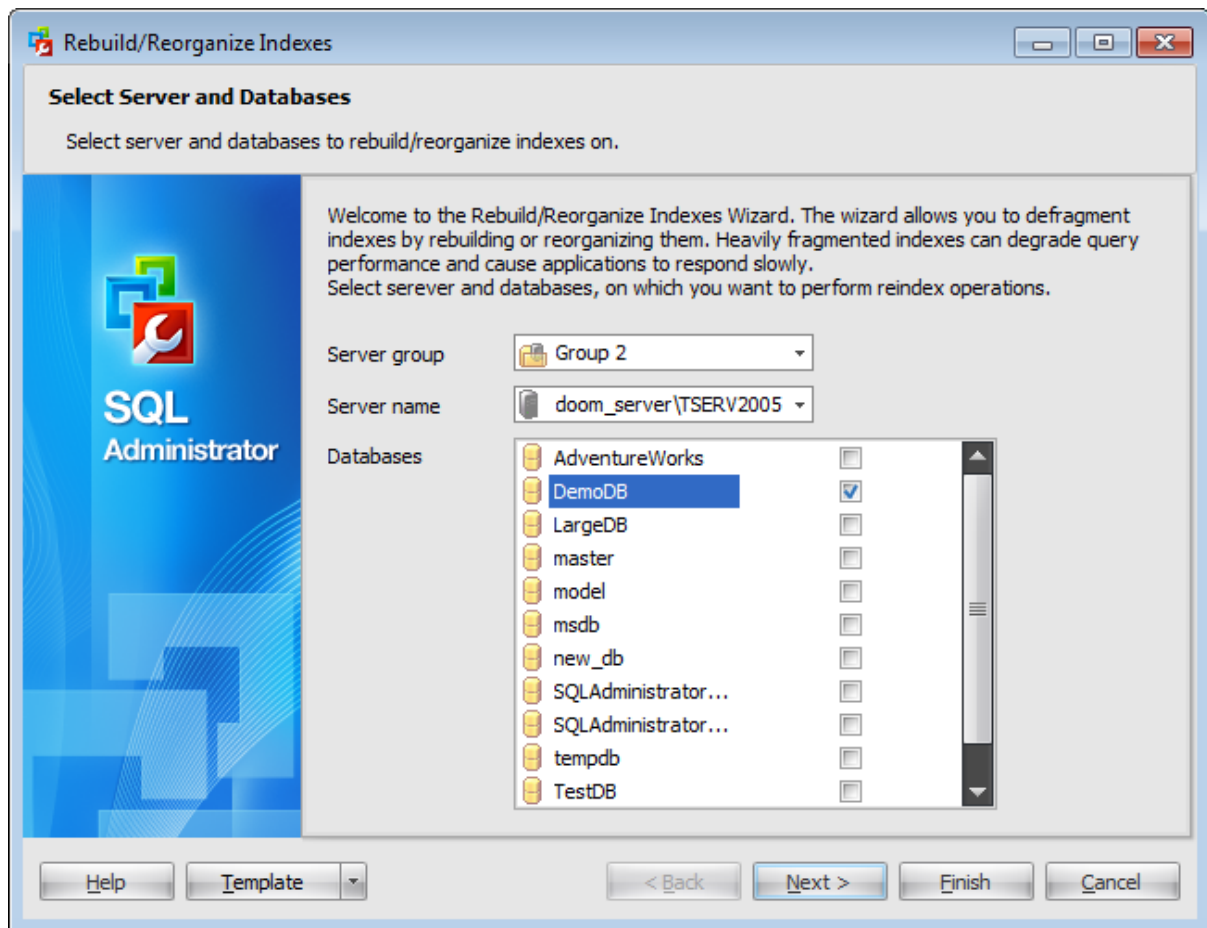 Rebuild/Reorganize Indexes
Select Server and Databases
Select server and databases to rebuild/reorganize indexes on.
SQL
Administrator
Welcome to the Rebuild/Reorganize Indexes Wizard. The wizard allows you to defragment
indexes by rebuilding or reorganizing them. Heavily fragmented indexes can degrade query
performance and cause applications to respond slowly.
Select serever and databases, on which you want to perform reindex operations.
Server group
Group 2
Server name
doom_server\TSERV2005
Databases
AdventureWorks
DemoDB
LargeDB
master
model
msdb
new_db
SQLAdministrator...
SQLAdministrator...
tempdb
TestDB
Help
Template
< Back
Next >
Finish
Cancel